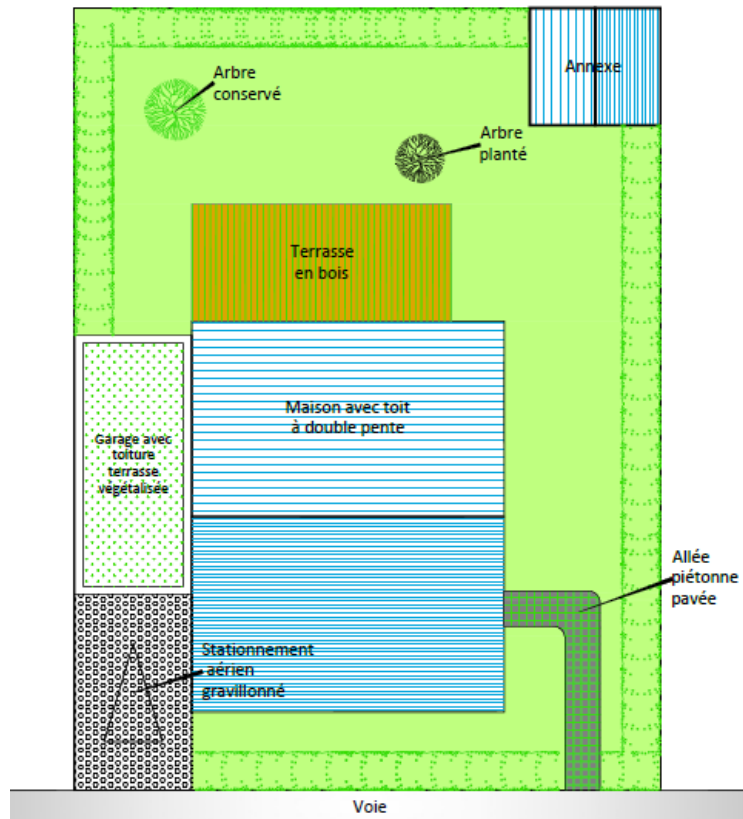 Arbre
conservé
Annexe
Arbre
planté
Terrasse
en bois
Maison avec toit
à double pente
Garage avec
toiture
terrasse
végétalisée
Allée
piétonne
pavée
Stationnement
aérien
gravillonné
Voie